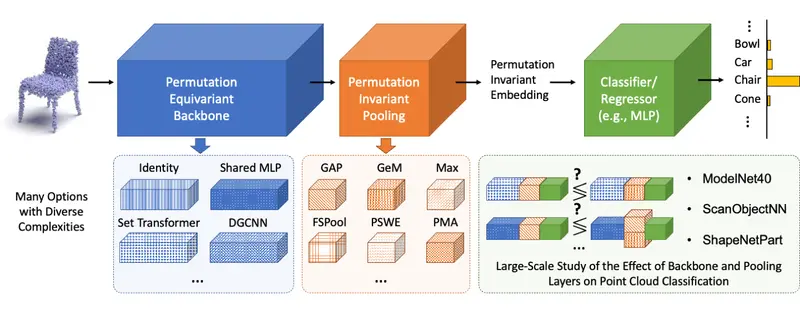 Permutation
Equivariant
Backbone
Permutation
Invariant
Pooling
Permutation
Invariant
Embedding
Classifier/
Regressor
(e.g., MLP)
⋮
Bowl
Car
Chair
Cone
⋮
Many Options
with Diverse
Complexities
Identity Shared MLP
Set Transformer DGCNN
...
GAP GeM Max
FSPool PSWE PMA
...
?
≤
?
≤
...
• ModelNet40
• ScanObjectNN
• ShapeNetPart
Large-Scale Study of the Effect of Backbone and Pooling
Layers on Point Cloud Classification